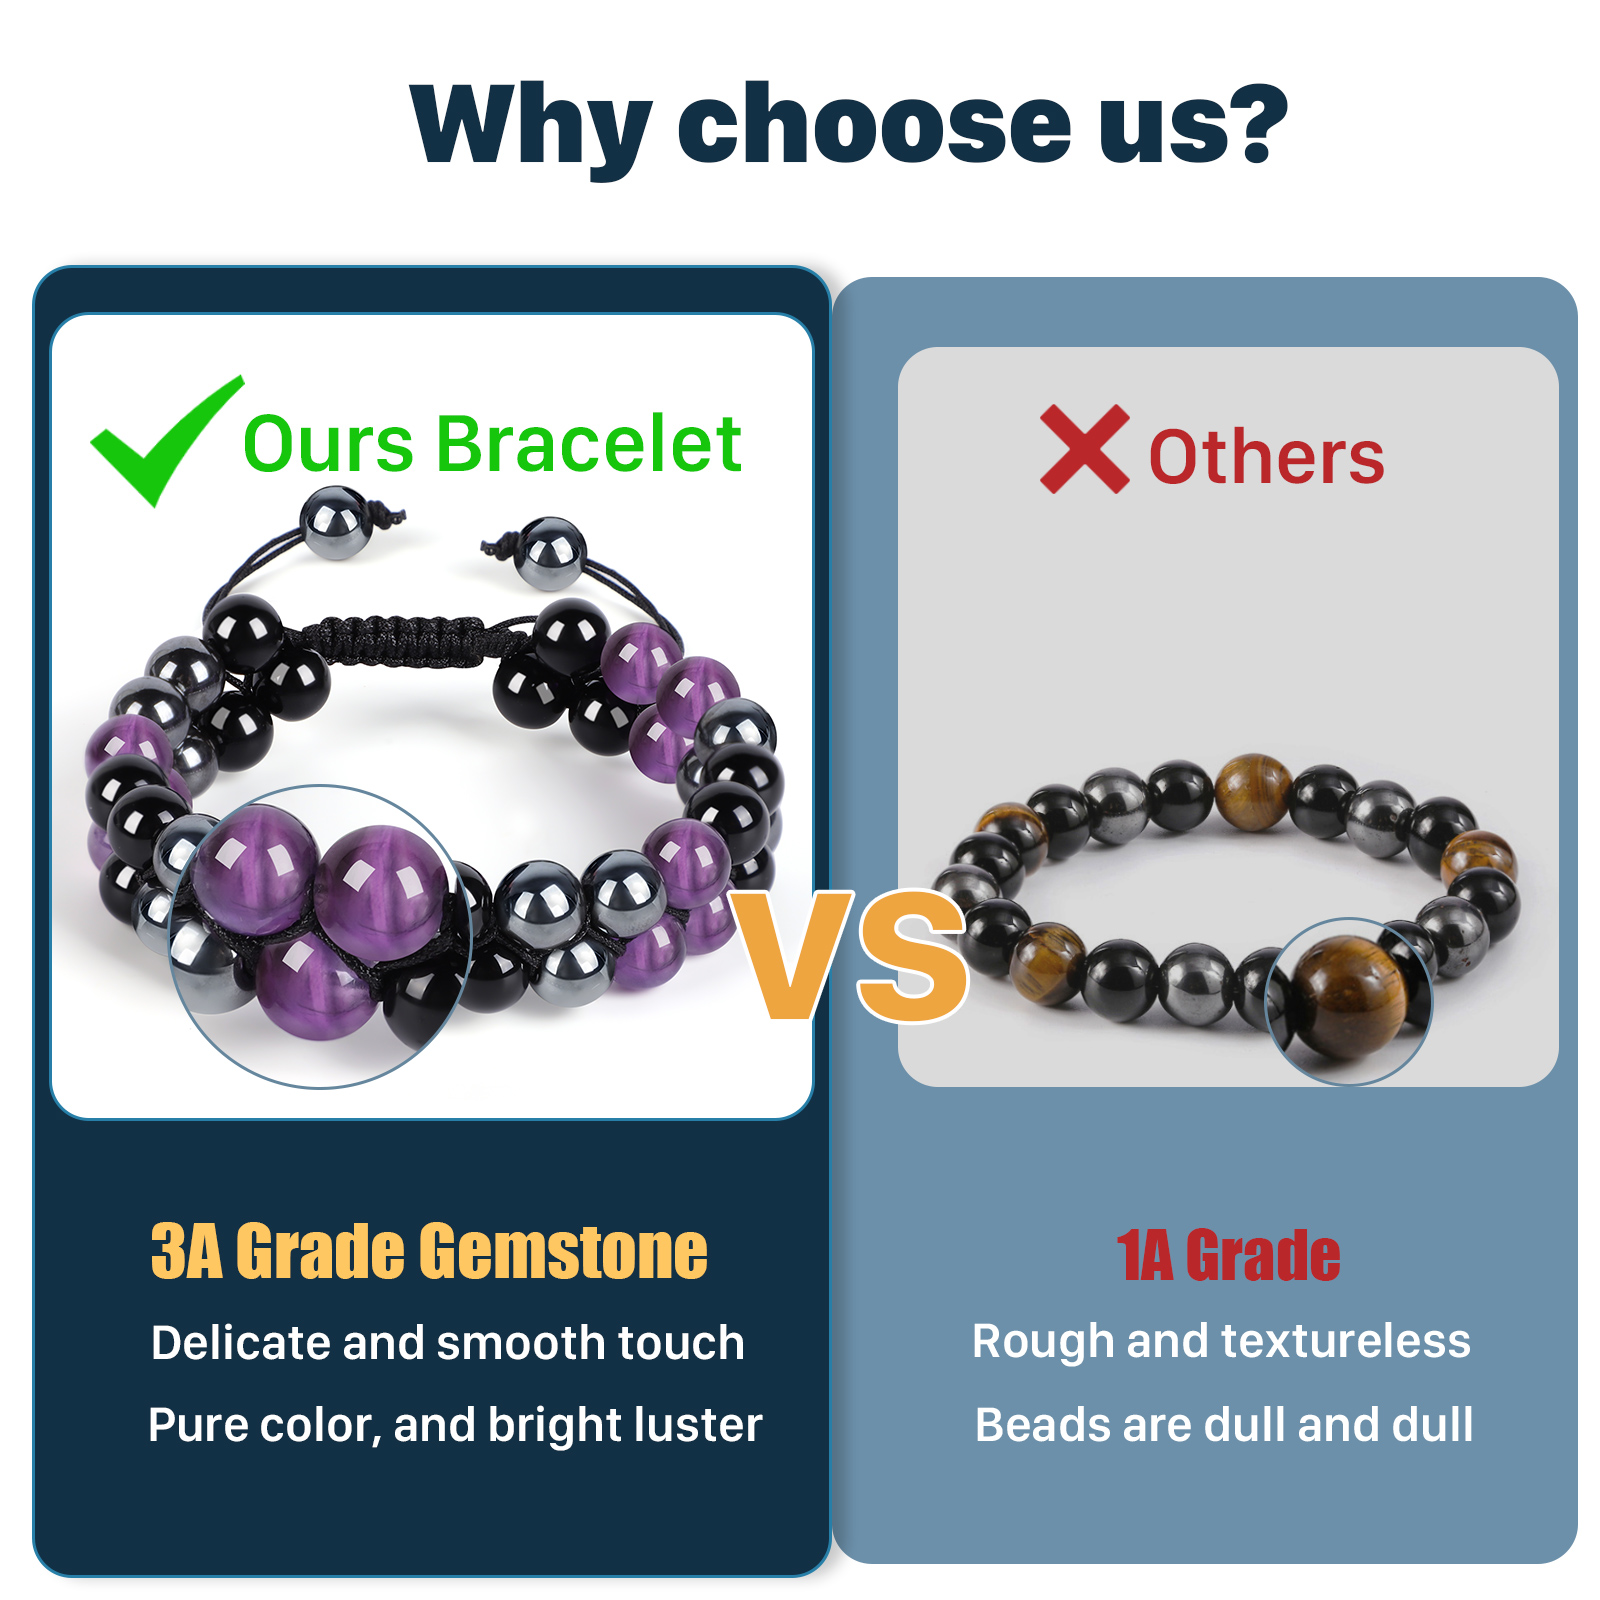 Why choose us?
Ours Bracelet
Others
VS
3A Grade Gemstone
Delicate and smooth touch
Pure color, and bright luster
1A Grade
Rough and textureless
Beads are dull and dull